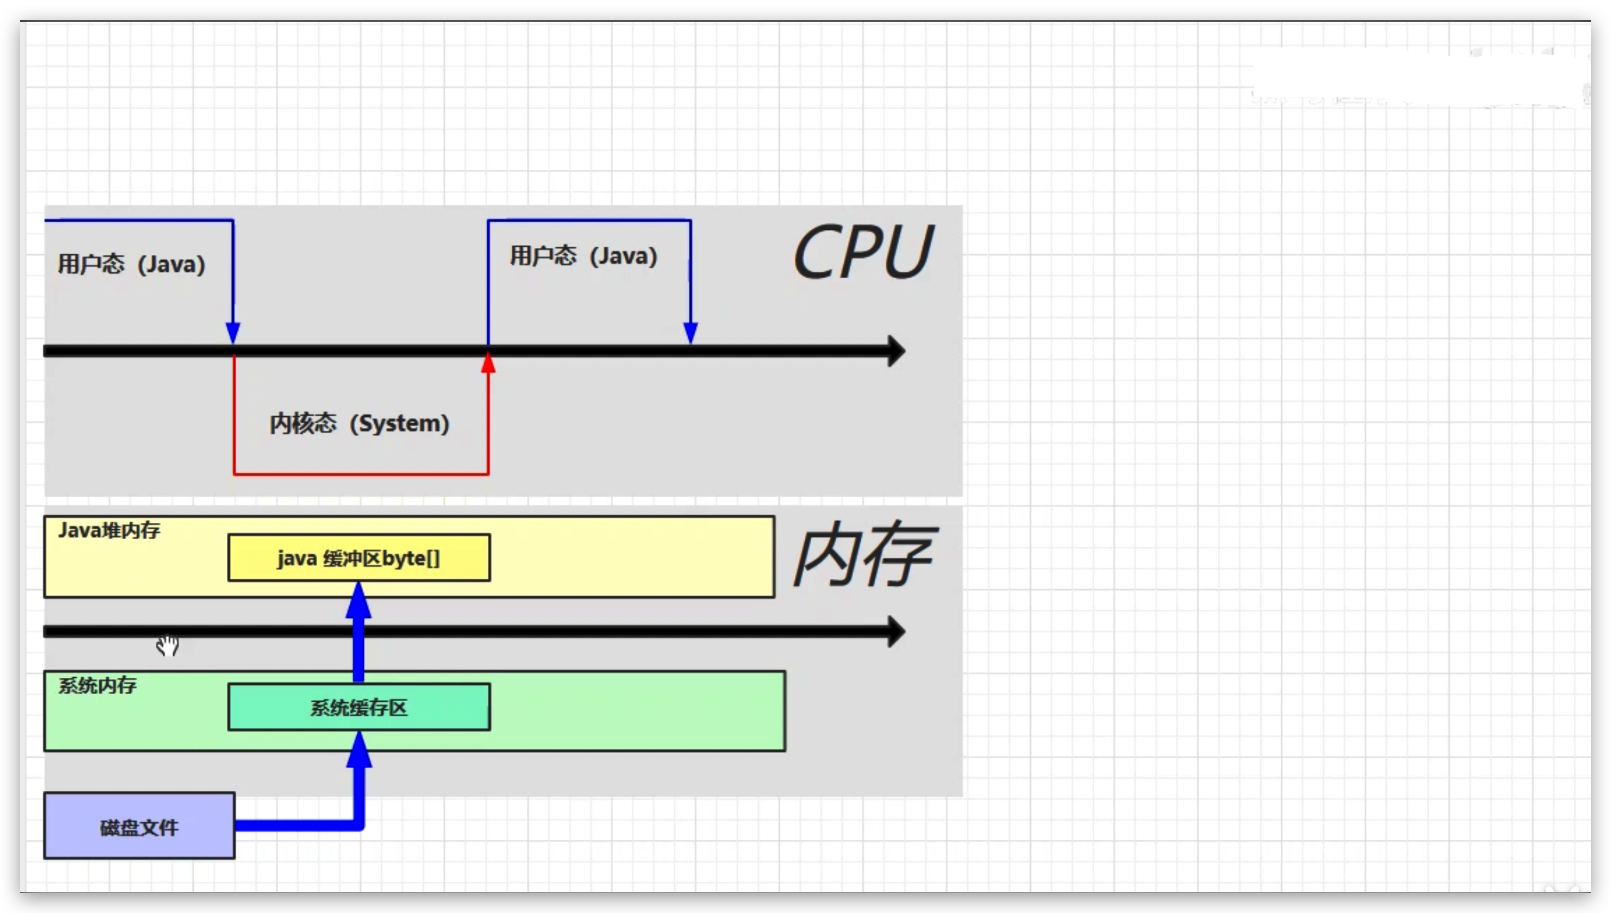 CPU
用户态（Java)
用户态（Java)
内核态（System)
Java堆内存
java 缓冲区byte[]
内存
系统内存
系统缓存区
磁盘文件